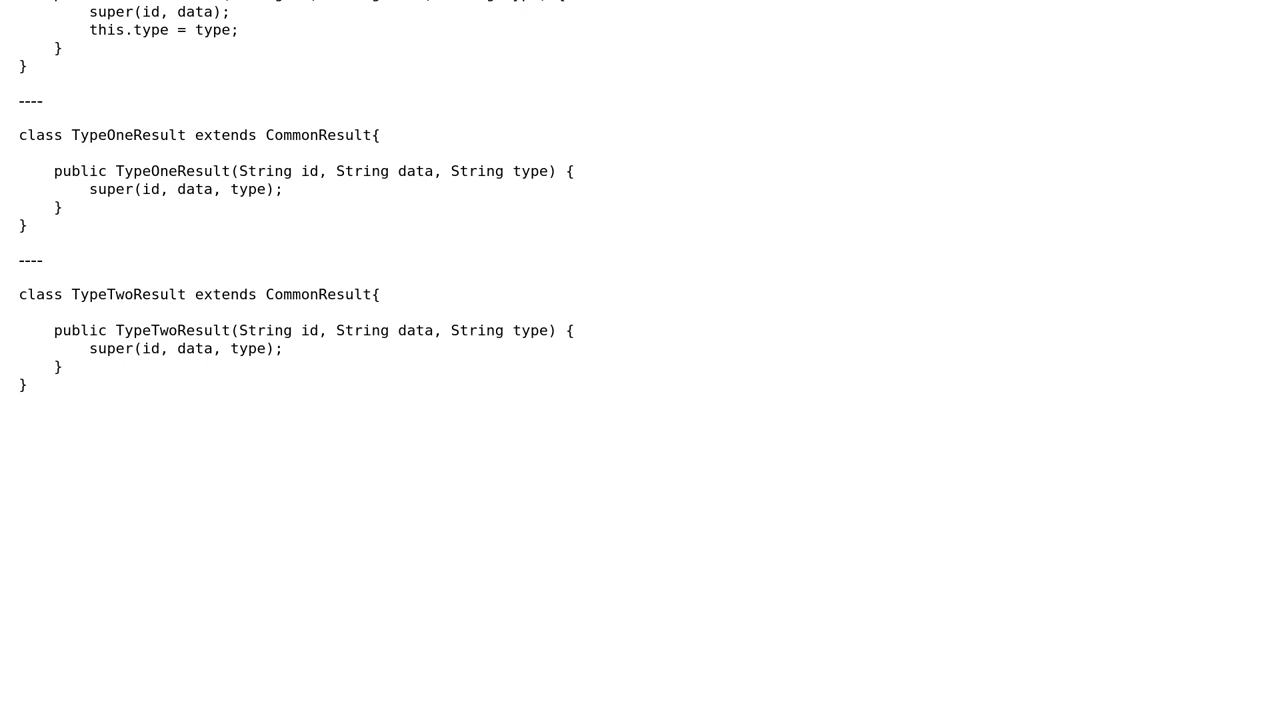 super(id, data);
        this.type = type;
    }
}
----
class TypeOneResult extends CommonResult{
    public TypeOneResult(String id, String data, String type) {
        super(id, data, type);
    }
}
----
class TypeTwoResult extends CommonResult{
    public TypeTwoResult(String id, String data, String type) {
        super(id, data, type);
    }
}